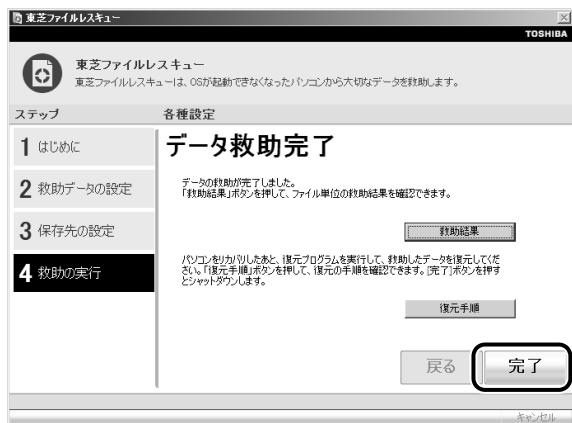 東芝ファイルレスキュー
TOSHIBA
東芝ファイルレスキュー
東芝ファイルレスキューは、OSが起動できなくなったパソコンから大切なデータを救助します。
ステップ
各種設定
1 はじめに
2 救助データの設定
3 保存先の設定
4 救助の実行
データ救助完了
データの救助が完了しました。
「救助結果」ボタンを押して、ファイル単位の救助結果を確認できます。
救助結果
パソコンをリカバリしたあと、復元プログラムを実行して、救助したデータを復元してくだ
さい。「復元手順」ボタンを押して、復元の手順を確認できます。[完了]ボタンを押す
とシャットダウンします。
復元手順
戻る
完了
キャンセル